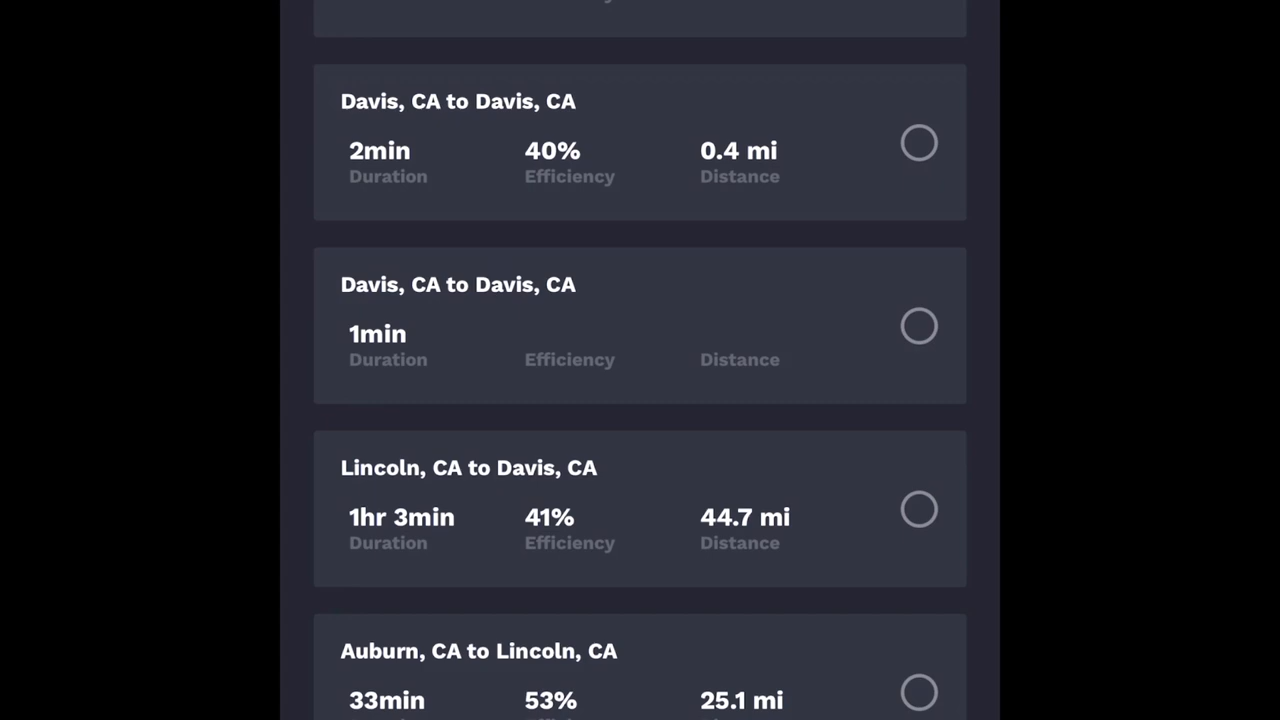 Davis, CA to Davis, CA
2min 40% 0.4 mi
Duration Efficiency Distance
Davis, CA to Davis, CA
1min
Duration Efficiency Distance
Lincoln, CA to Davis, CA
1hr 3min 41% 44.7 mi
Duration Efficiency Distance
Auburn, CA to Lincoln, CA
33min 53% 25.1 mi